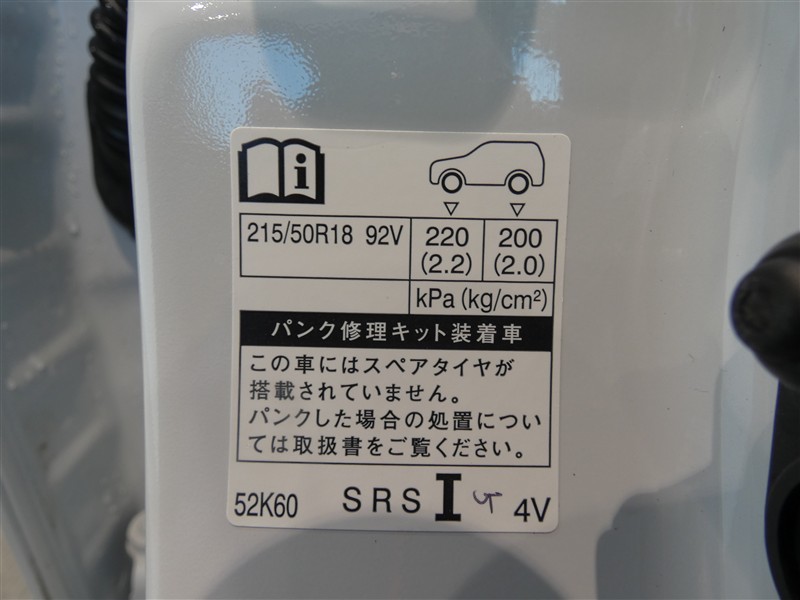 i
215/50R18 92V 220 200
(2.2) (2.0)
kPa (kg/cm²)
パンク修理キット装着車
この車にはスペアタイヤが
搭載されていません。
パンクした場合の処置につい
ては取扱書をご覧ください。
52K60 SRS I 4V